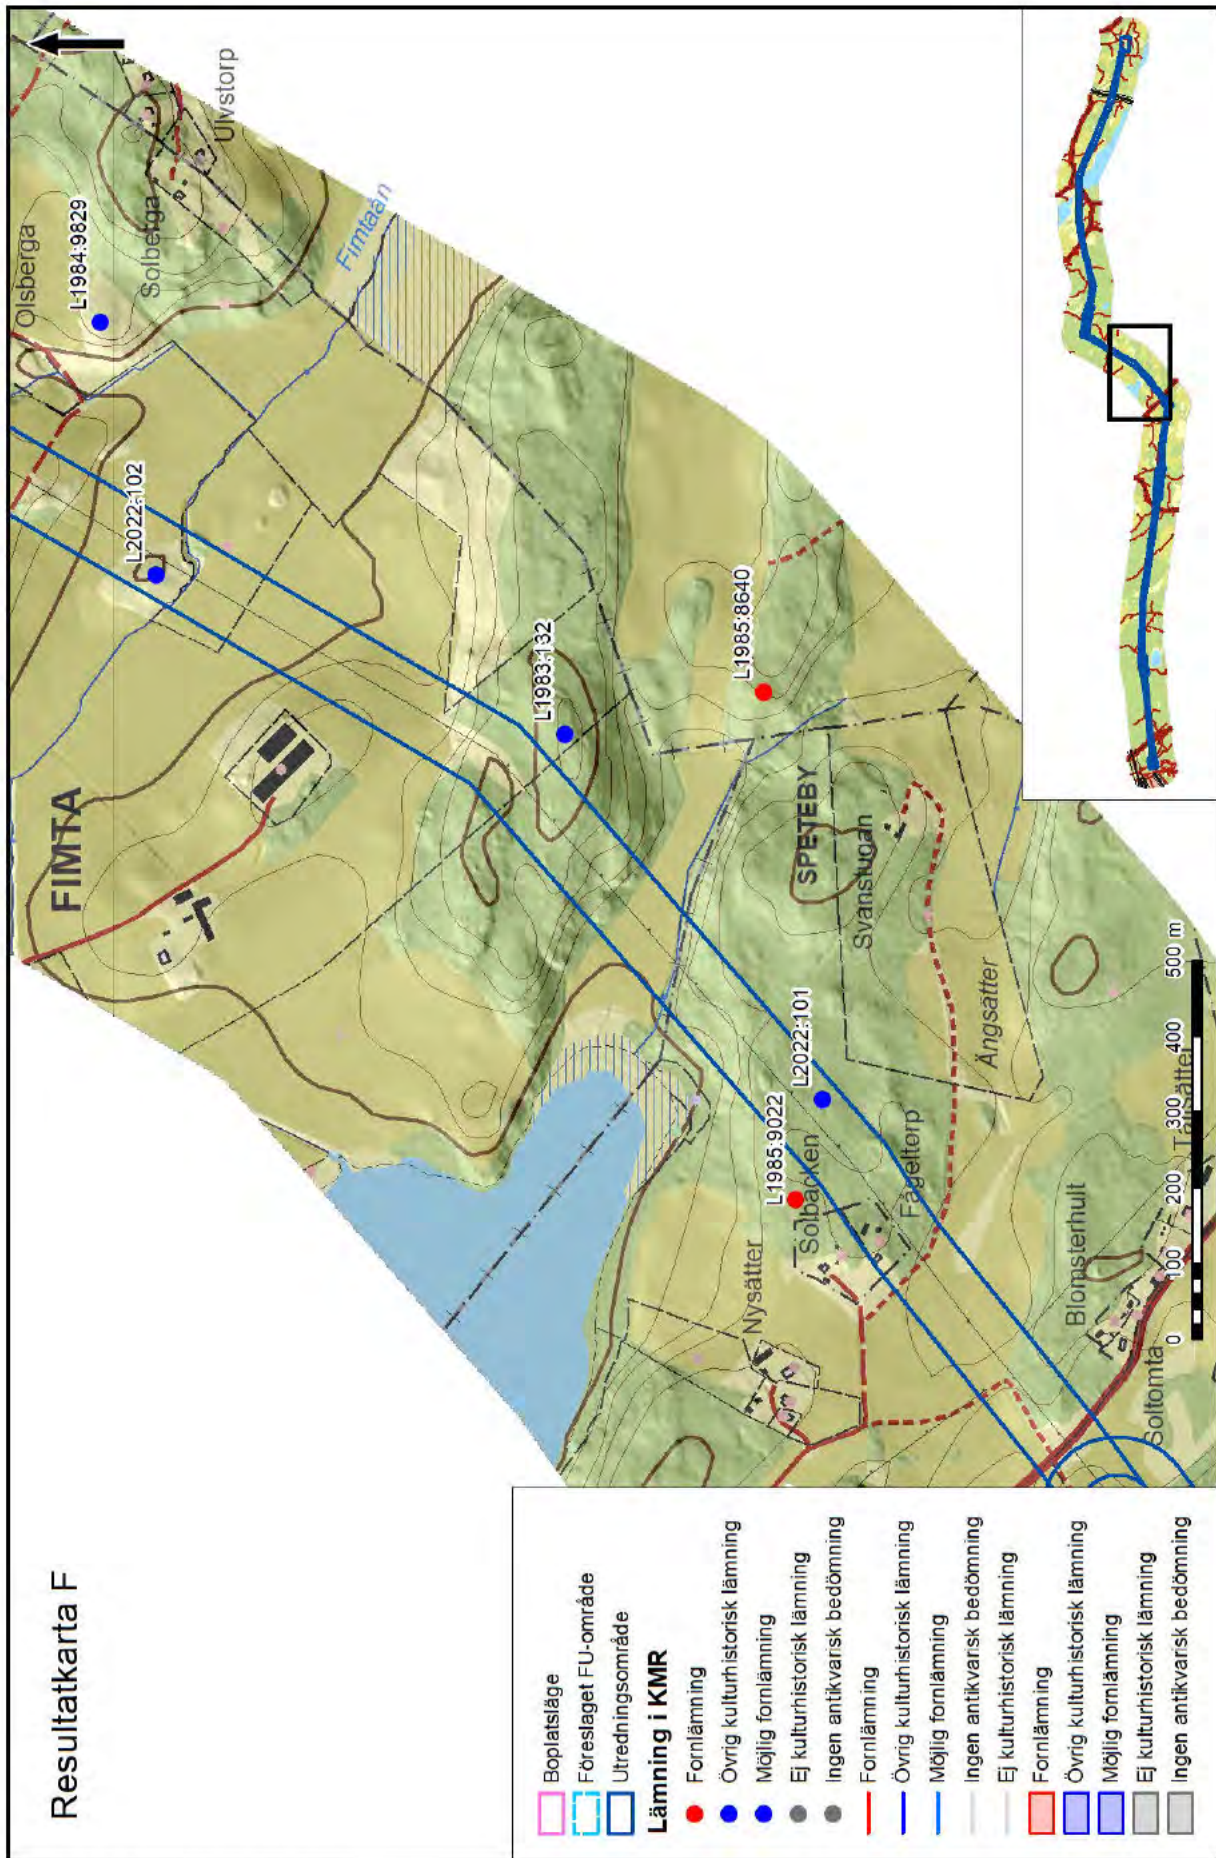 Resultatkarta F
Boplatsläge
Föreslaget FU-område
Utredningsområde
Lämning i KMR
Fornlämning
Övrig kulturhistorisk lämning
Möjlig fornlämning
Ej kulturhistorisk lämning
Ingen antikvarisk bedömning
Fornlämning
Övrig kulturhistorisk lämning
Möjlig fornlämning
Ingen antikvarisk bedömning
Ej kulturhistorisk lämning
Fornlämning
Övrig kulturhistorisk lämning
Möjlig fornlämning
Ej kulturhistorisk lämning
Ingen antikvarisk bedömning
FIMTA
Olsberga
L1984:9829
Solberga
Ulvstorp
Fimtaån
L2022:102
L1983:132
L1985:8640
SPETEBY
Svanstugan
Ängsätter
L2022:101
L1985:9022
Solbacken
Fågeltorp
Nysätter
Blomsterhult
Soltomta
0 100 200 300 400 500 m